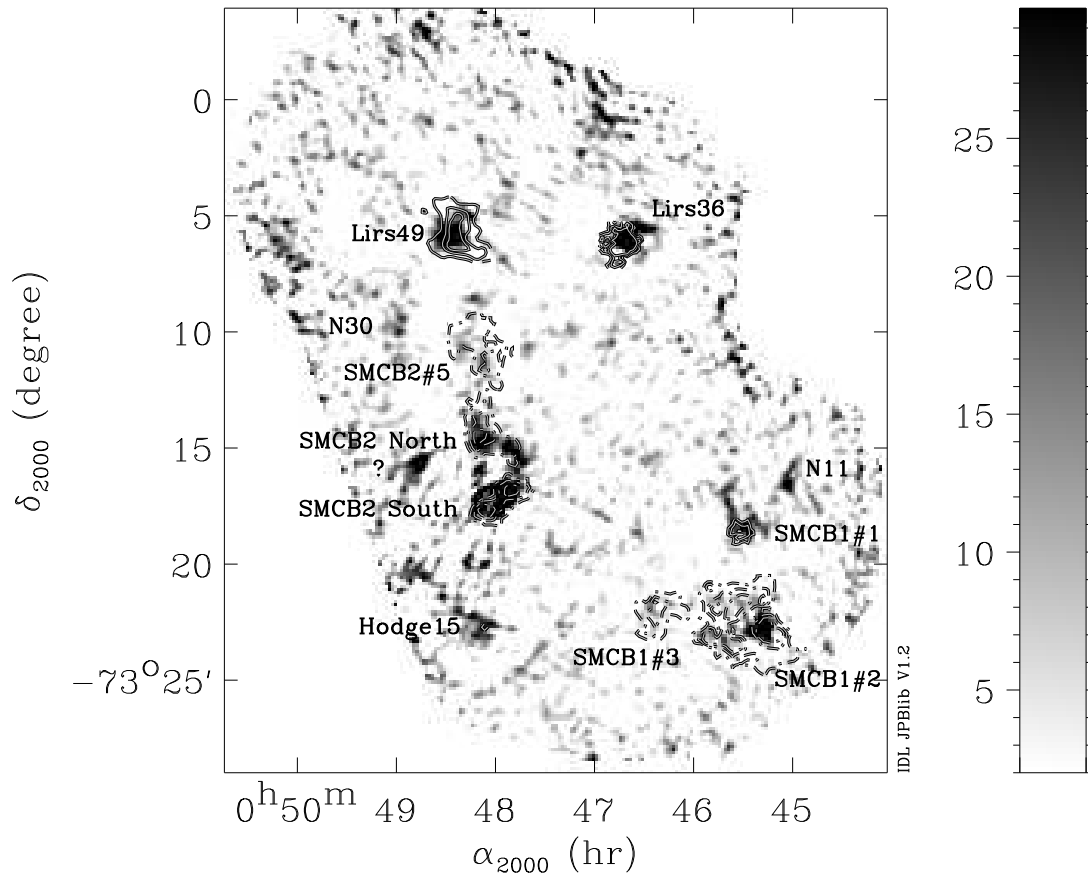 0
5
10
15
20
−73°25'
δ2000 (degree)
Lirs49
Lirs36
N30
SMCB2#5
SMCB2 North
?
SMCB2 South
N11
SMCB1#1
Hodge15
SMCB1#3
SMCB1#2
IDL JPBlib V1.2
25
20
15
10
5
0h50m 49 48 47 46 45
α2000 (hr)